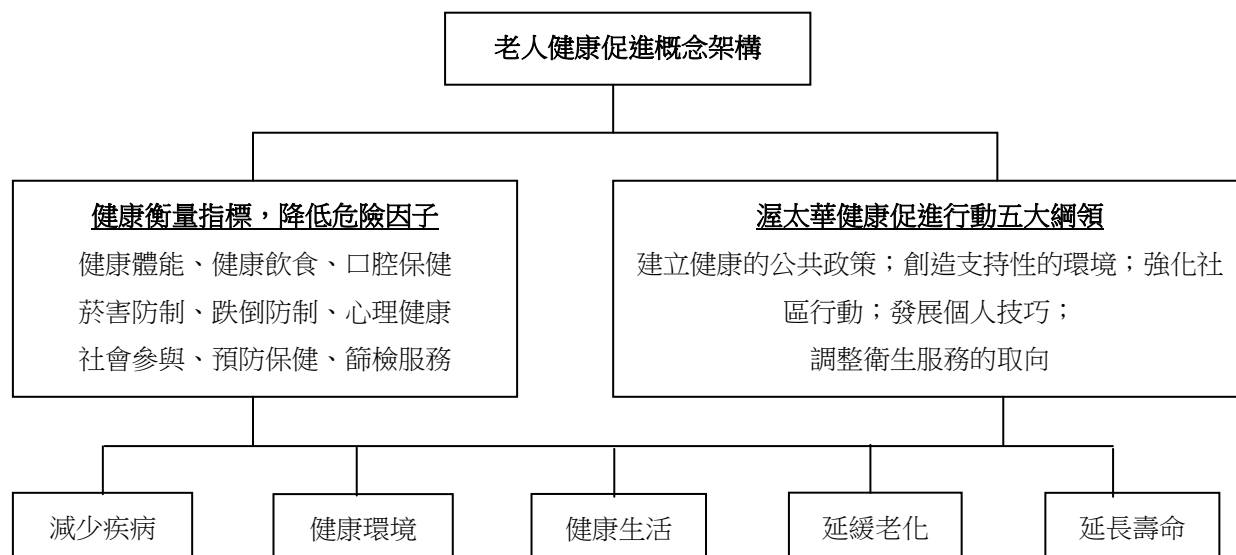 老人健康促進概念架構
健康衡量指標，降低危險因子
健康體能、健康飲食、口腔保健
菸害防制、跌倒防制、心理健康
社會參與、預防保健、篩檢服務
渥太華健康促進行動五大綱領
建立健康的公共政策；創造支持性的環境；強化社
區行動；發展個人技巧；
調整衛生服務的取向
減少疾病
健康環境
健康生活
延緩老化
延長壽命